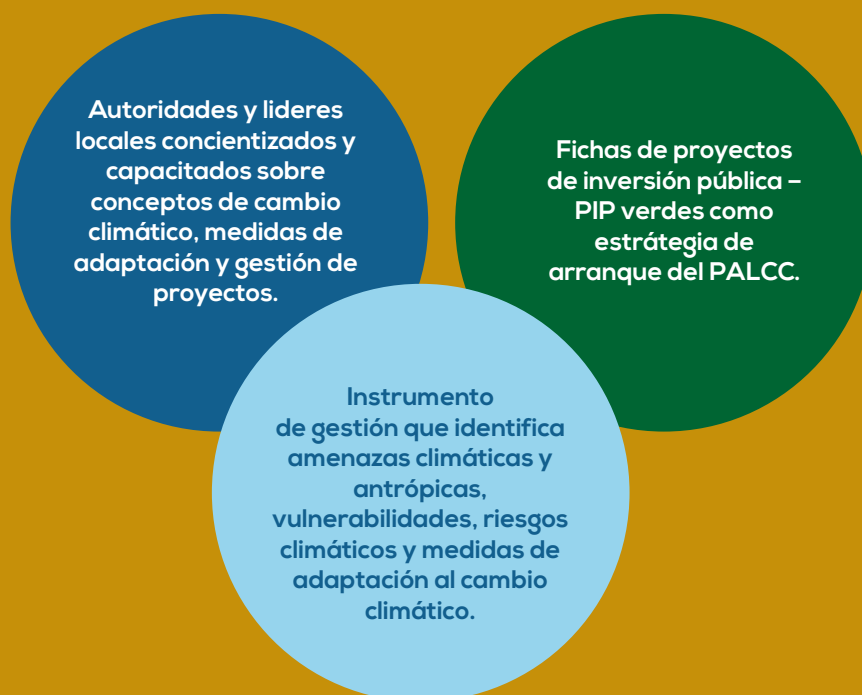 Autoridades y lideres
locales concientizados y
capacitados sobre
conceptos de cambio
climático, medidas de
adaptación y gestión de
proyectos.
Fichas de proyectos
de inversión pública –
PIP verdes como
estrátegia de
arranque del PALCC.
Instrumento
de gestión que identifica
amenazas climáticas y
antrópicas,
vulnerabilidades, riesgos
climáticos y medidas de
adaptación al cambio
climático.